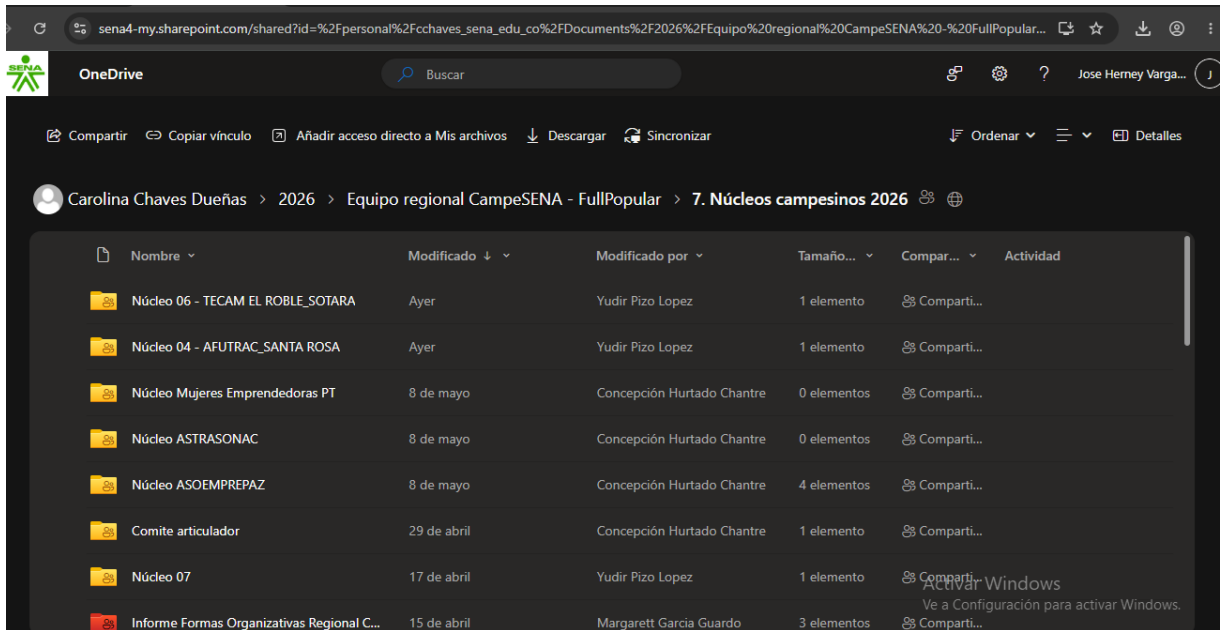 sena4-my.sharepoint.com/shared?id=%2Fpersonal%2Fcchaves_sena_edu_co%2FDocuments%2F2026%2FEquipo%20regional%20CampeSENA%20-%20FullPopular...
SENA OneDrive Buscar Jose Herney Varga... J
Compartir Copiar vínculo Añadir acceso directo a Mis archivos Descargar Sincronizar Ordenar Detalles
Carolina Chaves Dueñas > 2026 > Equipo regional CampeSENA - FullPopular > 7. Núcleos campesinos 2026
Nombre Modificado ↓ Modificado por Tamaño... Compar... Actividad
Núcleo 06 - TECAM EL ROBLE_SOTARA Ayer Yudir Pizo Lopez 1 elemento Comparti...
Núcleo 04 - AFUTRAC_SANTA ROSA Ayer Yudir Pizo Lopez 1 elemento Comparti...
Núcleo Mujeres Emprendedoras PT 8 de mayo Concepción Hurtado Chantre 0 elementos Comparti...
Núcleo ASTRASONAC 8 de mayo Concepción Hurtado Chantre 0 elementos Comparti...
Núcleo ASOEMPREPAZ 8 de mayo Concepción Hurtado Chantre 4 elementos Comparti...
Comite articulador 29 de abril Concepción Hurtado Chantre 1 elemento Comparti...
Núcleo 07 17 de abril Yudir Pizo Lopez 1 elemento Comparti...
Activar Windows
Ve a Configuración para activar Windows.
Informe Formas Organizativas Regional C... 15 de abril Margarett Garcia Guardo 3 elementos Comparti...